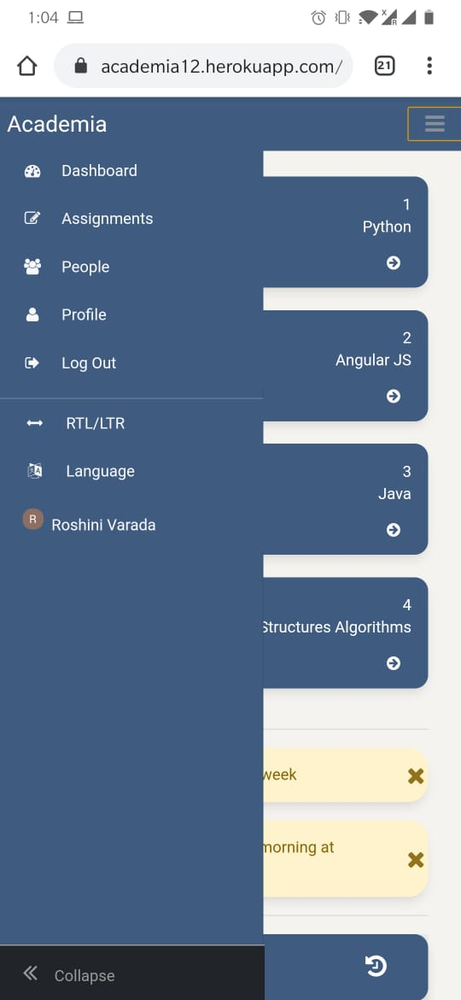 1:04
21
academia12.herokuapp.com/
Academia
Dashboard
Assignments
People
Profile
Log Out
RTL/LTR
Language
R
Roshini Varada
Collapse
1
Python
2
Angular JS
3
Java
4
Structures Algorithms
week
morning at